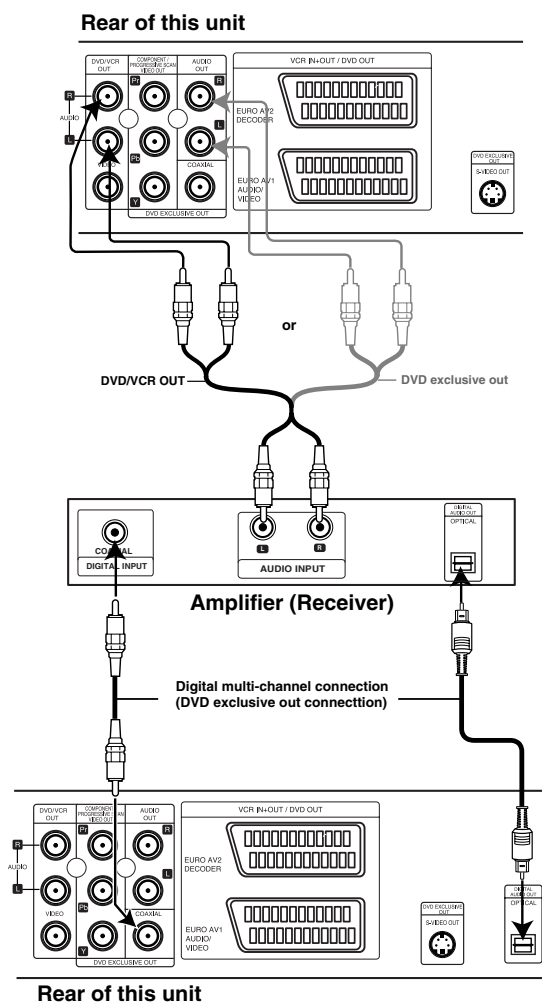 Rear of this unit
DVD/VCR
OUT
COMPONENT /
PROGRESSIVE SCAN
VIDEO OUT
AUDIO
OUT
VCR IN+OUT / DVD OUT
Pr
R
R
AUDIO
EURO AV2
DECODER
L
L
VIDEO
Pb
COAXIAL
EURO AV1
AUDIO/
VIDEO
Y
DVD EXCLUSIVE OUT
DVD EXCLUSIVE
OUT
S-VIDEO OUT
or
DVD/VCR OUT
DVD exclusive out
COAXIAL
DIGITAL INPUT
L
R
AUDIO INPUT
DIGITAL
AUDIO OUT
OPTICAL
Amplifier (Receiver)
Digital multi-channel connection
(DVD exclusive out connecttion)
DVD/VCR
OUT
COMPONENT /
PROGRESSIVE SCAN
VIDEO OUT
AUDIO
OUT
VCR IN+OUT / DVD OUT
Pr
R
R
AUDIO
EURO AV2
DECODER
L
L
VIDEO
Pb
COAXIAL
EURO AV1
AUDIO/
VIDEO
Y
DVD EXCLUSIVE OUT
DVD EXCLUSIVE
OUT
S-VIDEO OUT
DIGITAL
AUDIO OUT
OPTICAL
Rear of this unit